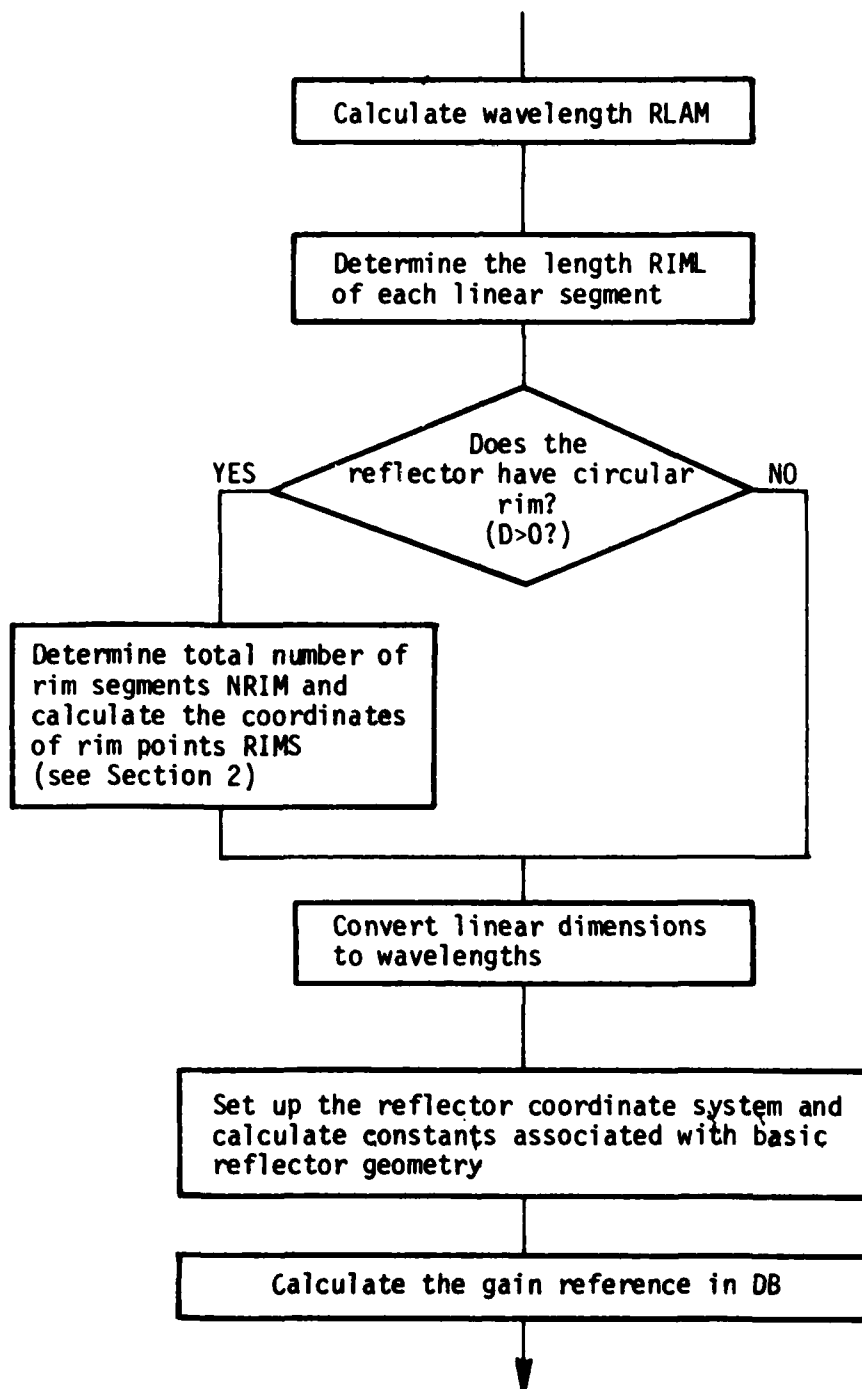 Calculate wavelength RLAM
Determine the length RIML
of each linear segment
Does the
reflector have circular
rim?
(D>0?)
YES
NO
Determine total number of
rim segments NRIM and
calculate the coordinates
of rim points RIMS
(see Section 2)
Convert linear dimensions
to wavelengths
Set up the reflector coordinate system and
calculate constants associated with basic
reflector geometry
Calculate the gain reference in DB